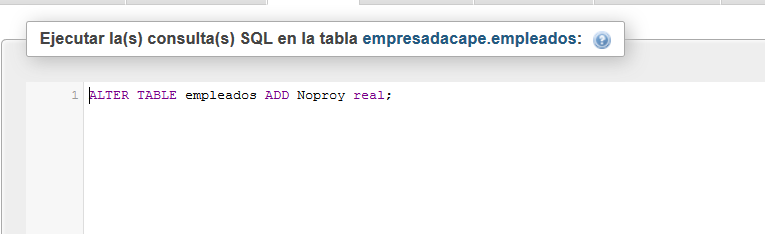 Ejecutar la(s) consulta(s) SQL en la tabla empresadacape.empleados:
1 ALTER TABLE empleados ADD Noproy real;